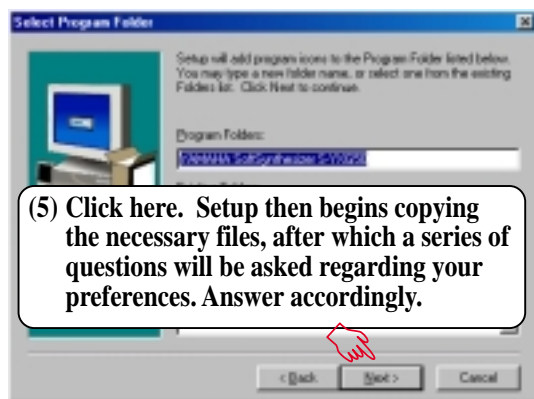 Select Program Folder
Setup will add program icons to the Program Folder listed below.
You may type a new folder name, or select one from the existing
Folders list. Click Next to continue.
Program Folders:
YAMAHA SoftSynthesizer S-YXG50
(5) Click here. Setup then begins copying
the necessary files, after which a series of
questions will be asked regarding your
preferences. Answer accordingly.
< Back
Next >
Cancel